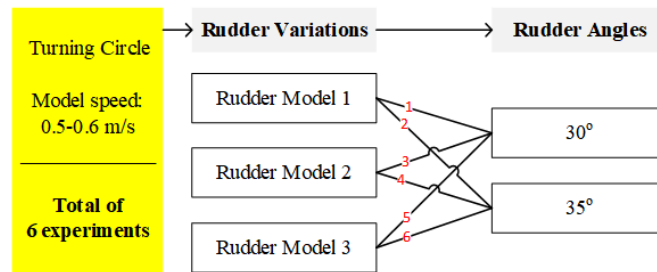 Turning Circle
Model speed:
0.5-0.6 m/s
Total of
6 experiments
Rudder Variations
Rudder Model 1
Rudder Model 2
Rudder Model 3
1
2
3
4
5
6
Rudder Angles
30°
35°